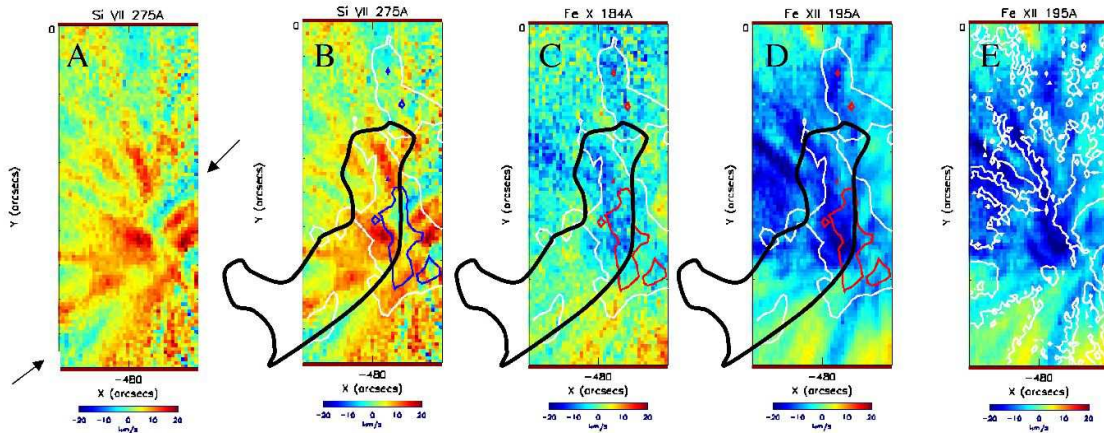 Si VII 275A
Si VII 275A
Fe X 184A
Fe XII 195A
Fe XII 195A
A
B
C
D
E
0
0
0
0
0
Y (arcsecs)
Y (arcsecs)
Y (arcsecs)
Y (arcsecs)
Y (arcsecs)
-480
-480
-480
-480
-480
X (arcsecs)
X (arcsecs)
X (arcsecs)
X (arcsecs)
X (arcsecs)
-20 -10 0 10 20
-20 -10 0 10 20
-20 -10 0 10 20
-20 -10 0 10 20
-20 -10 0 10 20
km/s
km/s
km/s
km/s
km/s